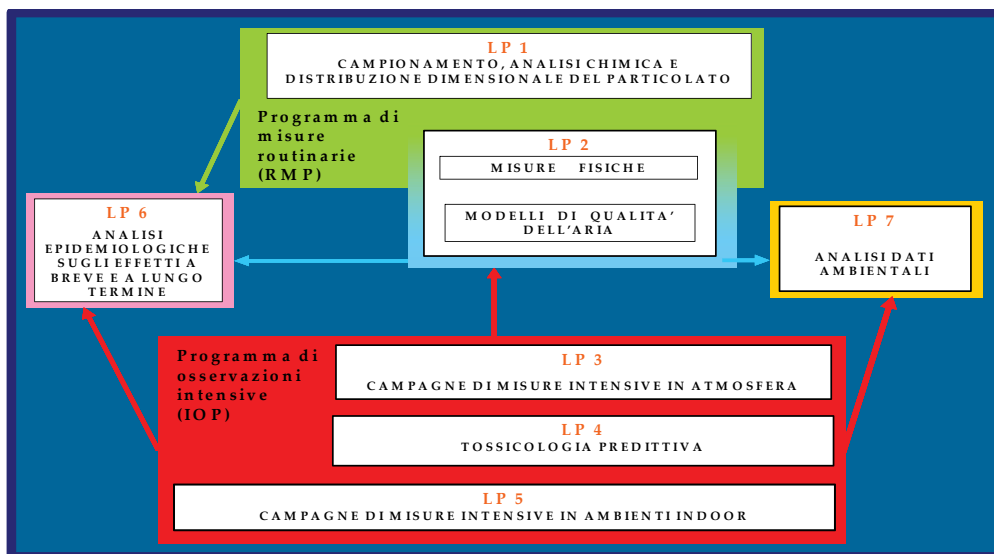 LP 1
CAMPIONAMENTO, ANALISI CHIMICA E
DISTRIBUZIONE DIMENSIONALE DEL PARTICOLATO
Programma di
misure
routinarie
(RMP)
LP 2
MISURE FISICHE
MODELLI DI QUALITA’
DELL’ARIA
LP 6
ANALISI
EPIDEMIOLOGICHE
SUGLI EFFETTI A
BREVE E A LUNGO
TERMINE
LP 7
ANALISI DATI
AMBIENTALI
Programma di
osservazioni
intensive
(IOP)
LP 3
CAMPAGNE DI MISURE INTENSIVE IN ATMOSFERA
LP 4
TOSSICOLOGIA PREDITTIVA
LP 5
CAMPAGNE DI MISURE INTENSIVE IN AMBIENTI INDOOR